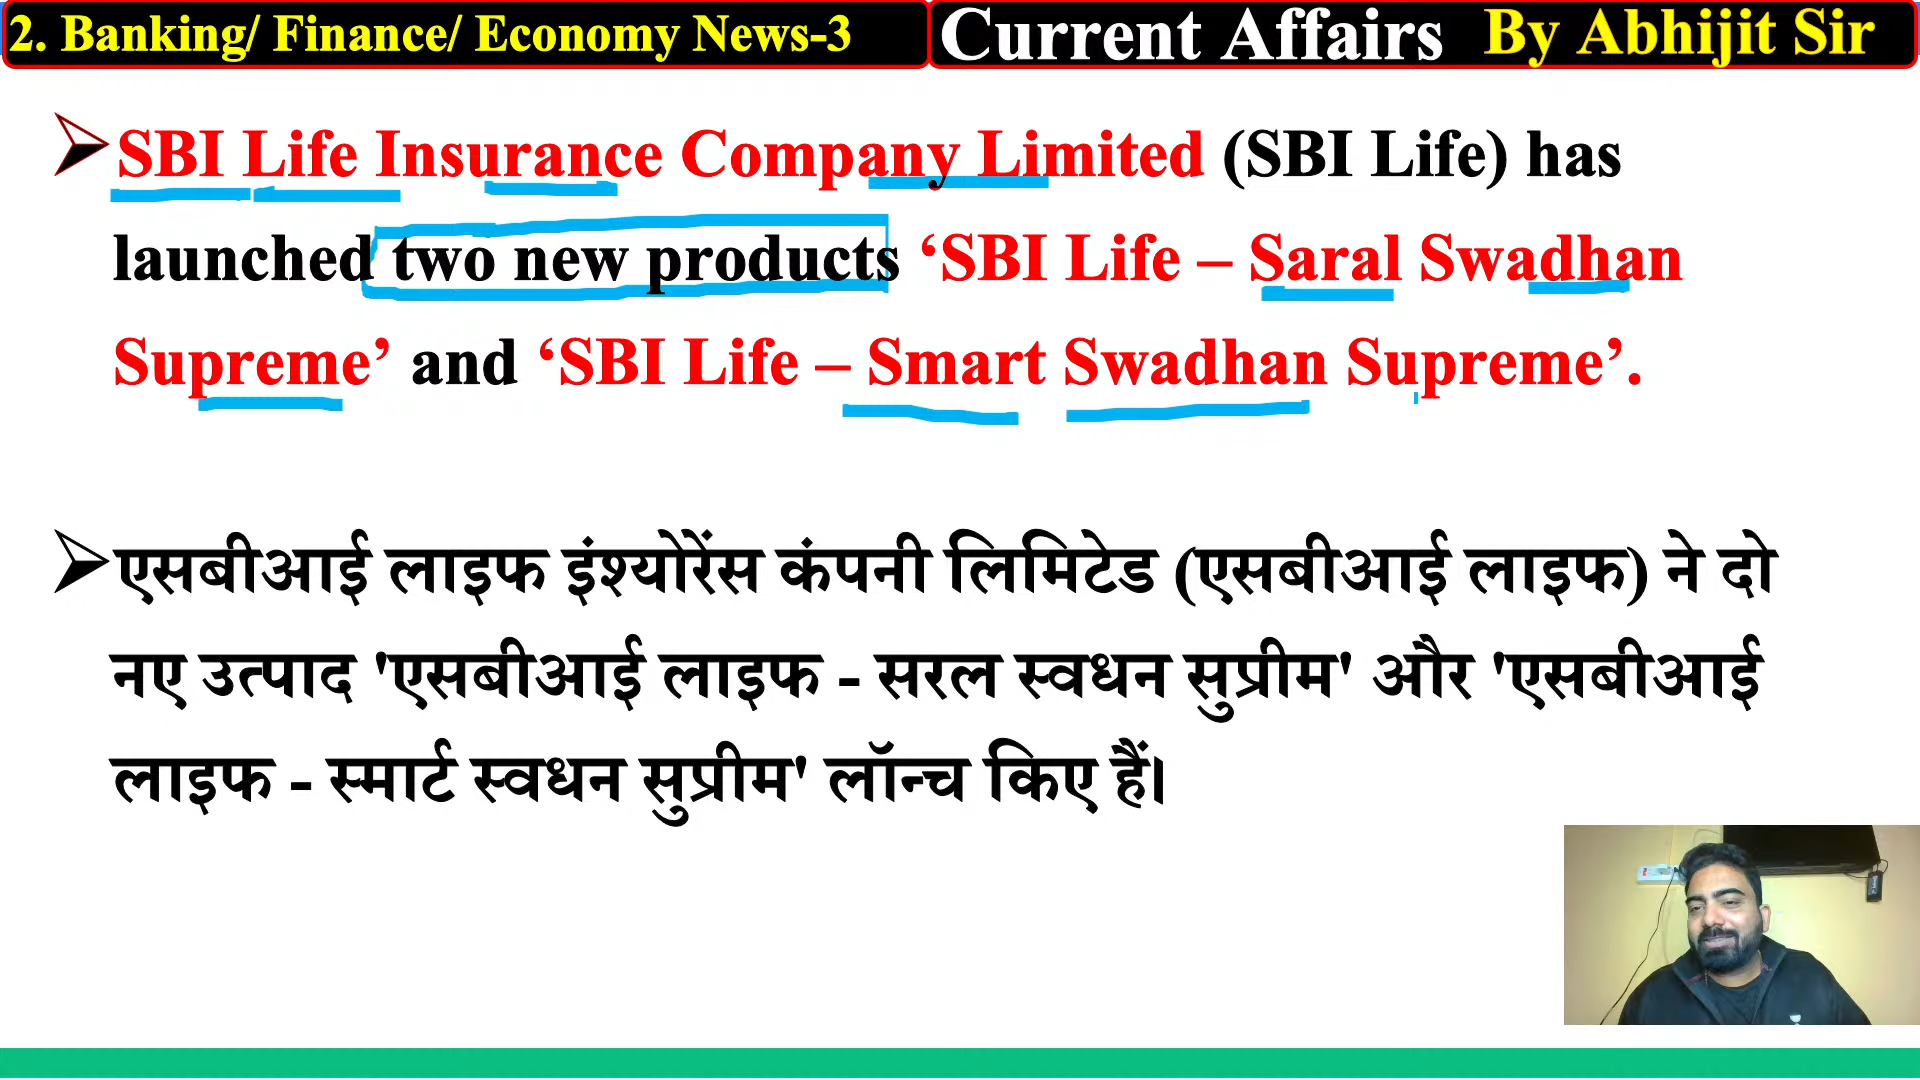 2. Banking/ Finance/ Economy News-3
Current Affairs By Abhijit Sir
SBI Life Insurance Company Limited (SBI Life) has
launched two new products ‘SBI Life – Saral Swadhan
Supreme’ and ‘SBI Life – Smart Swadhan Supreme’.
एसबीआई लाइफ इंश्योरेंस कंपनी लिमिटेड (एसबीआई लाइफ) ने दो
नए उत्पाद 'एसबीआई लाइफ - सरल स्वधन सुप्रीम' और 'एसबीआई
लाइफ - स्मार्ट स्वधन सुप्रीम' लॉन्च किए हैं।